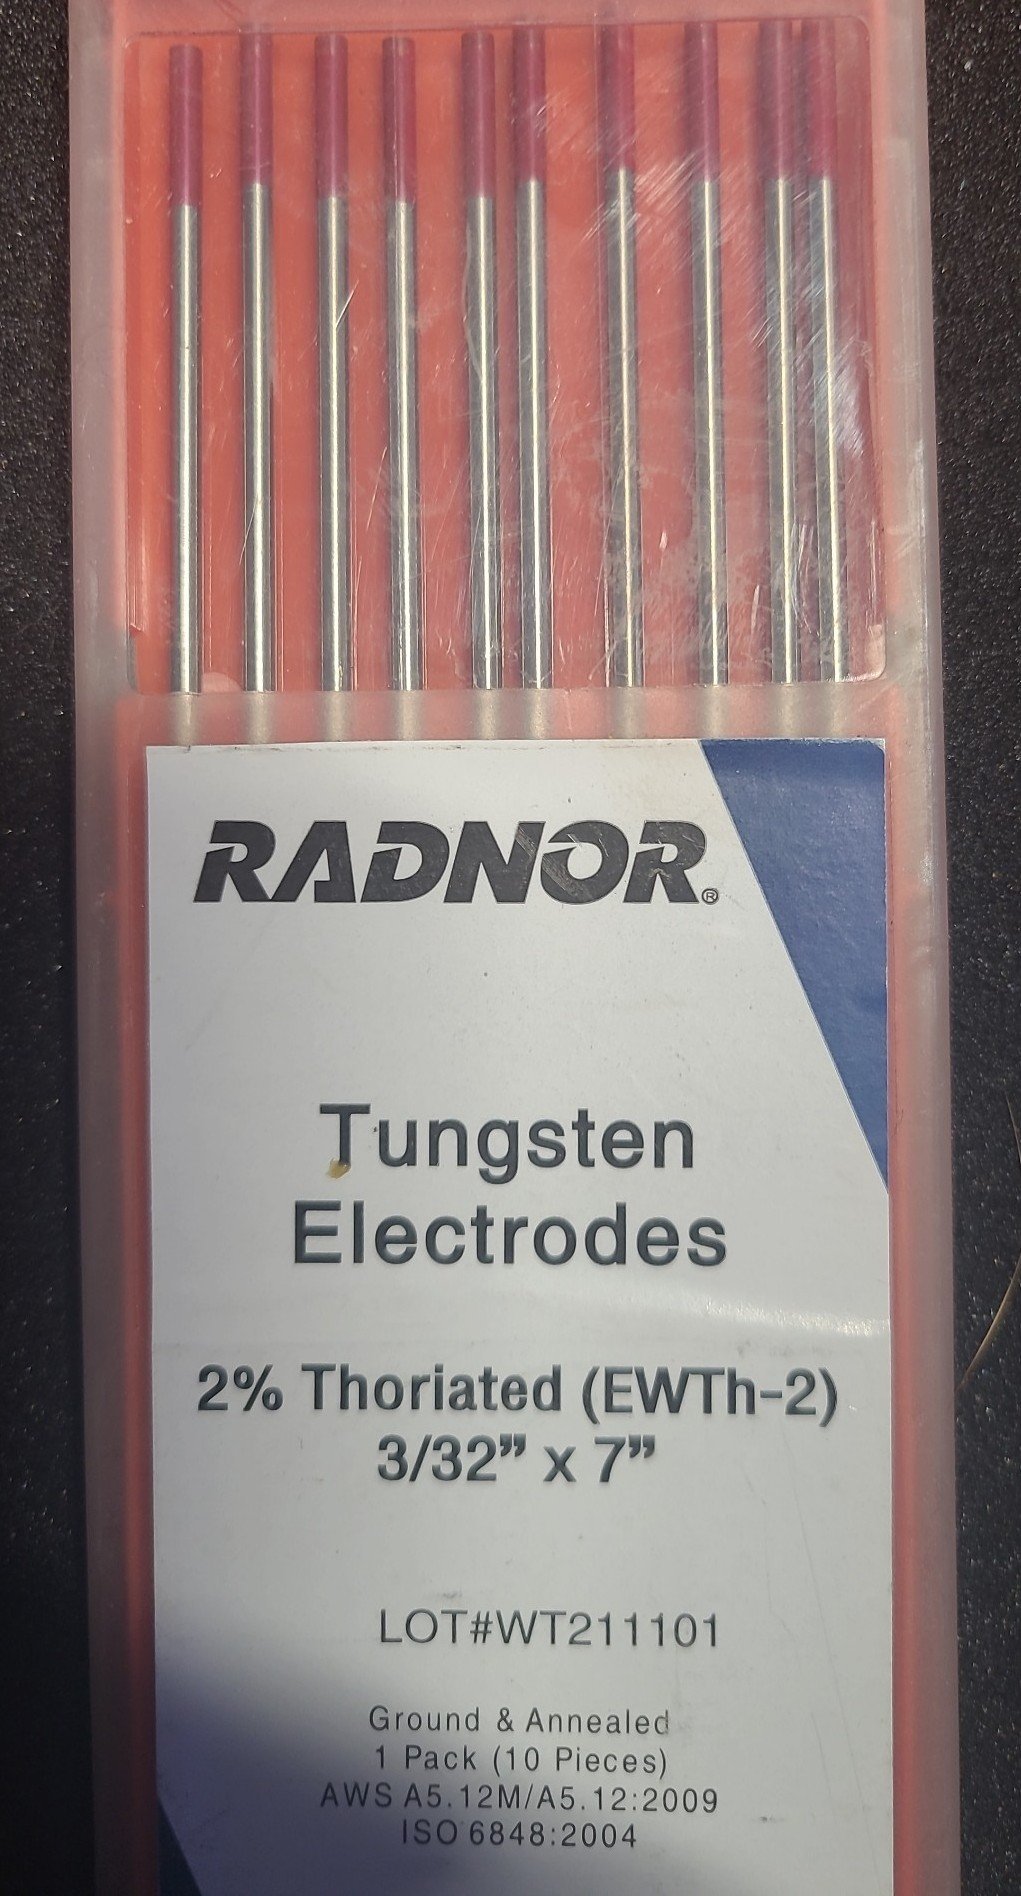 RADNOR®
Tungsten
Electrodes
2% Thoriated (EWTh-2)
3/32” x 7”
LOT#WT211101
Ground & Annealed
1 Pack (10 Pieces)
AWS A5.12M/A5.12:2009
ISO 6848:2004